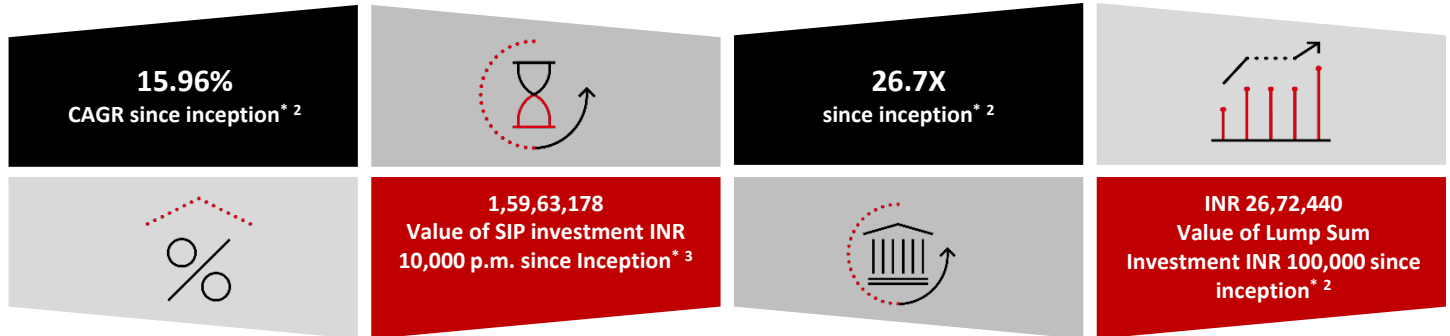 15.96%
CAGR since inception* 2
26.7X
since inception* 2
1,59,63,178
Value of SIP investment INR
10,000 p.m. since Inception* 3
INR 26,72,440
Value of Lump Sum
Investment INR 100,000 since
inception* 2